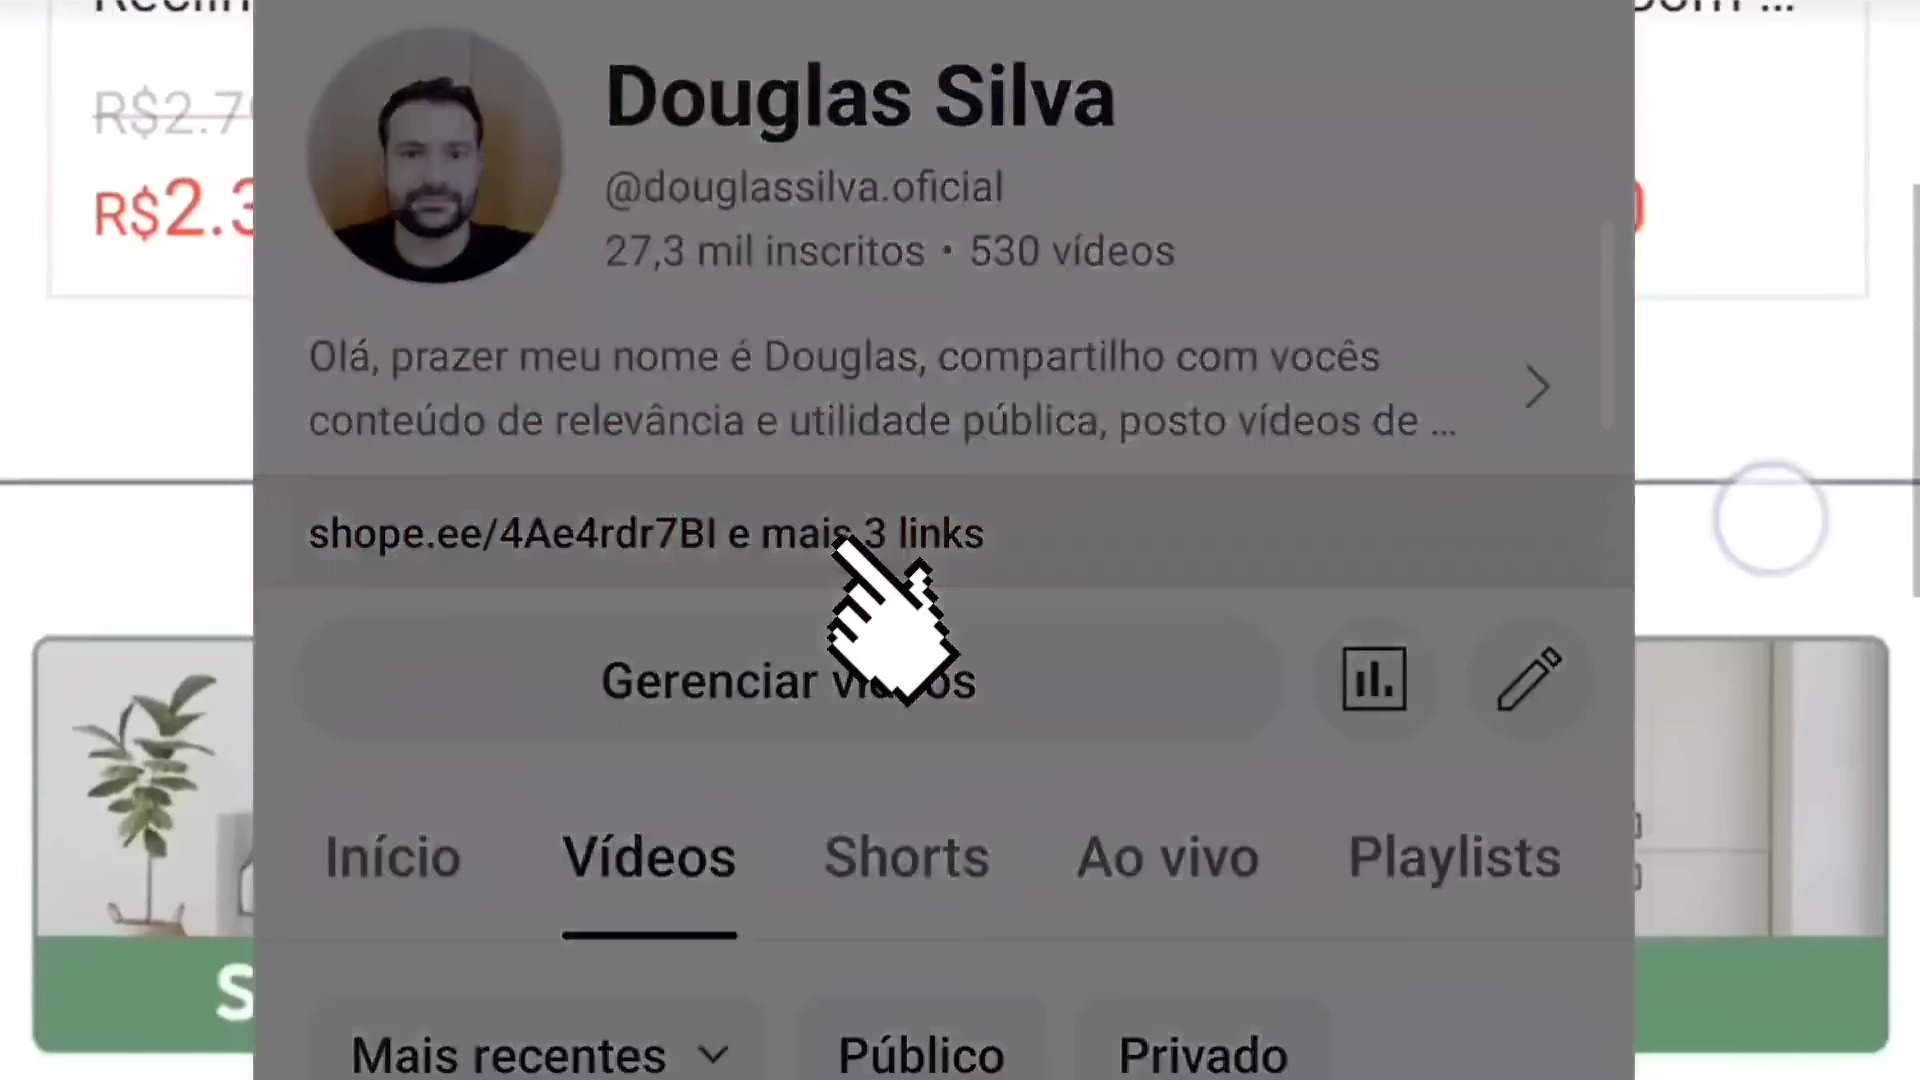 R$2.7
R$2.3
Douglas Silva
@douglassilva.oficial
27,3 mil inscritos • 530 vídeos
Olá, prazer meu nome é Douglas, compartilho com vocês
conteúdo de relevância e utilidade pública, posto vídeos de ...
shope.ee/4Ae4rdr7BI e mais 3 links
Gerenciar vídeos
Início Vídeos Shorts Ao vivo Playlists
S
Mais recentes Público Privado